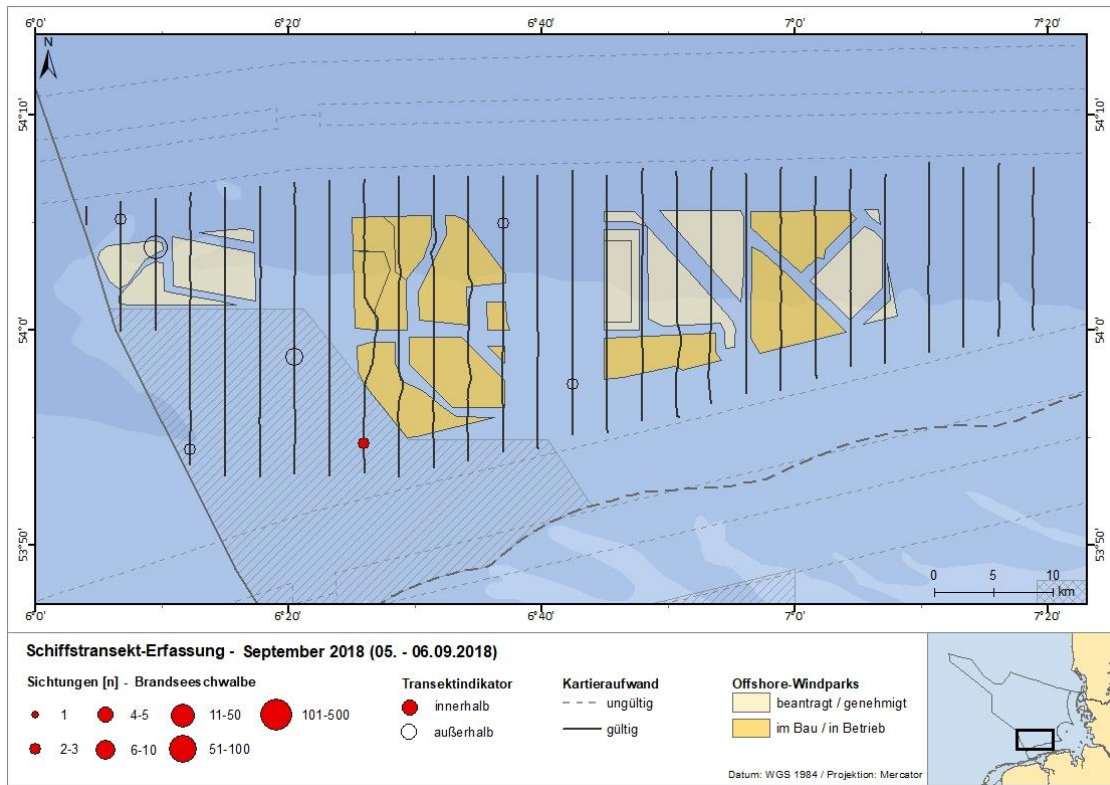 6°0' 6°20' 6°40' 7°0' 7°20'
N
54°10' 54°10'
54°0' 54°0'
53°50' 53°50'
0 5 10
km
6°0' 6°20' 6°40' 7°0' 7°20'
Schiffstransekt-Erfassung - September 2018 (05. - 06.09.2018)
Sichtungen [n] - Brandseeschwalbe
1 4-5 11-50 101-500
2-3 6-10 51-100
Transektindikator
innerhalb
außerhalb
Kartieraufwand
ungültig
gültig
Offshore-Windparks
beantragt / genehmigt
im Bau / in Betrieb
Datum: WGS 1984 / Projektion: Mercator